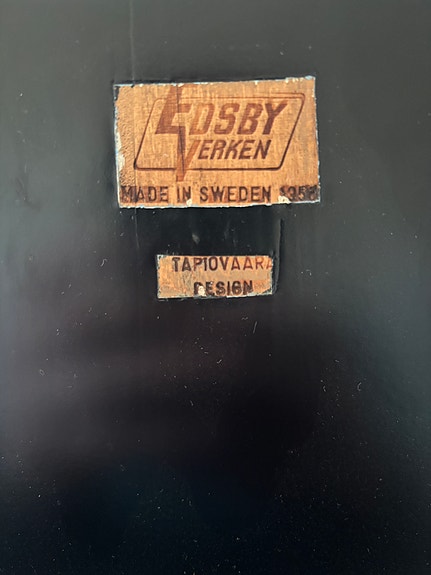 EDSBY
VERKEN
MADE IN SWEDEN
TAPIOVAARA
DESIGN